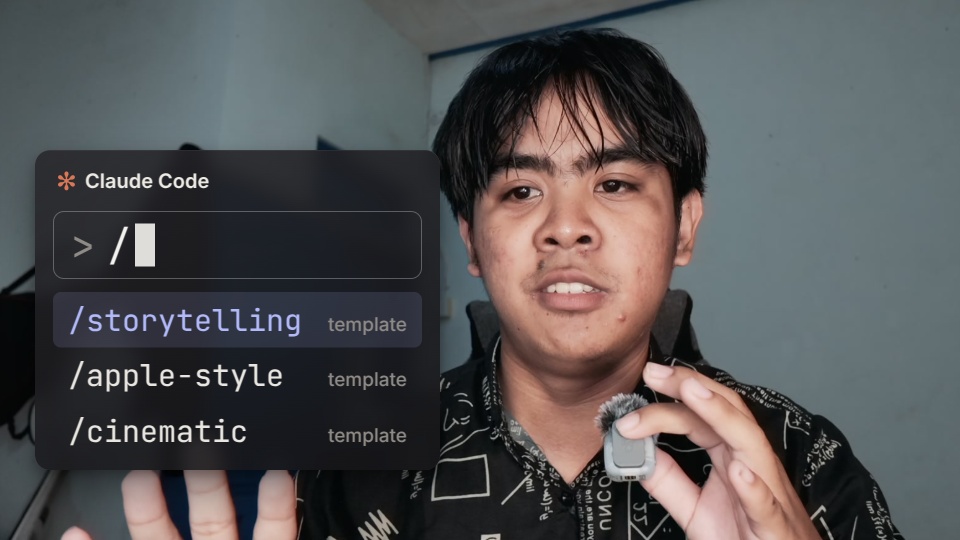 Claude Code
> /
/storytelling template
/apple-style template
/cinematic template